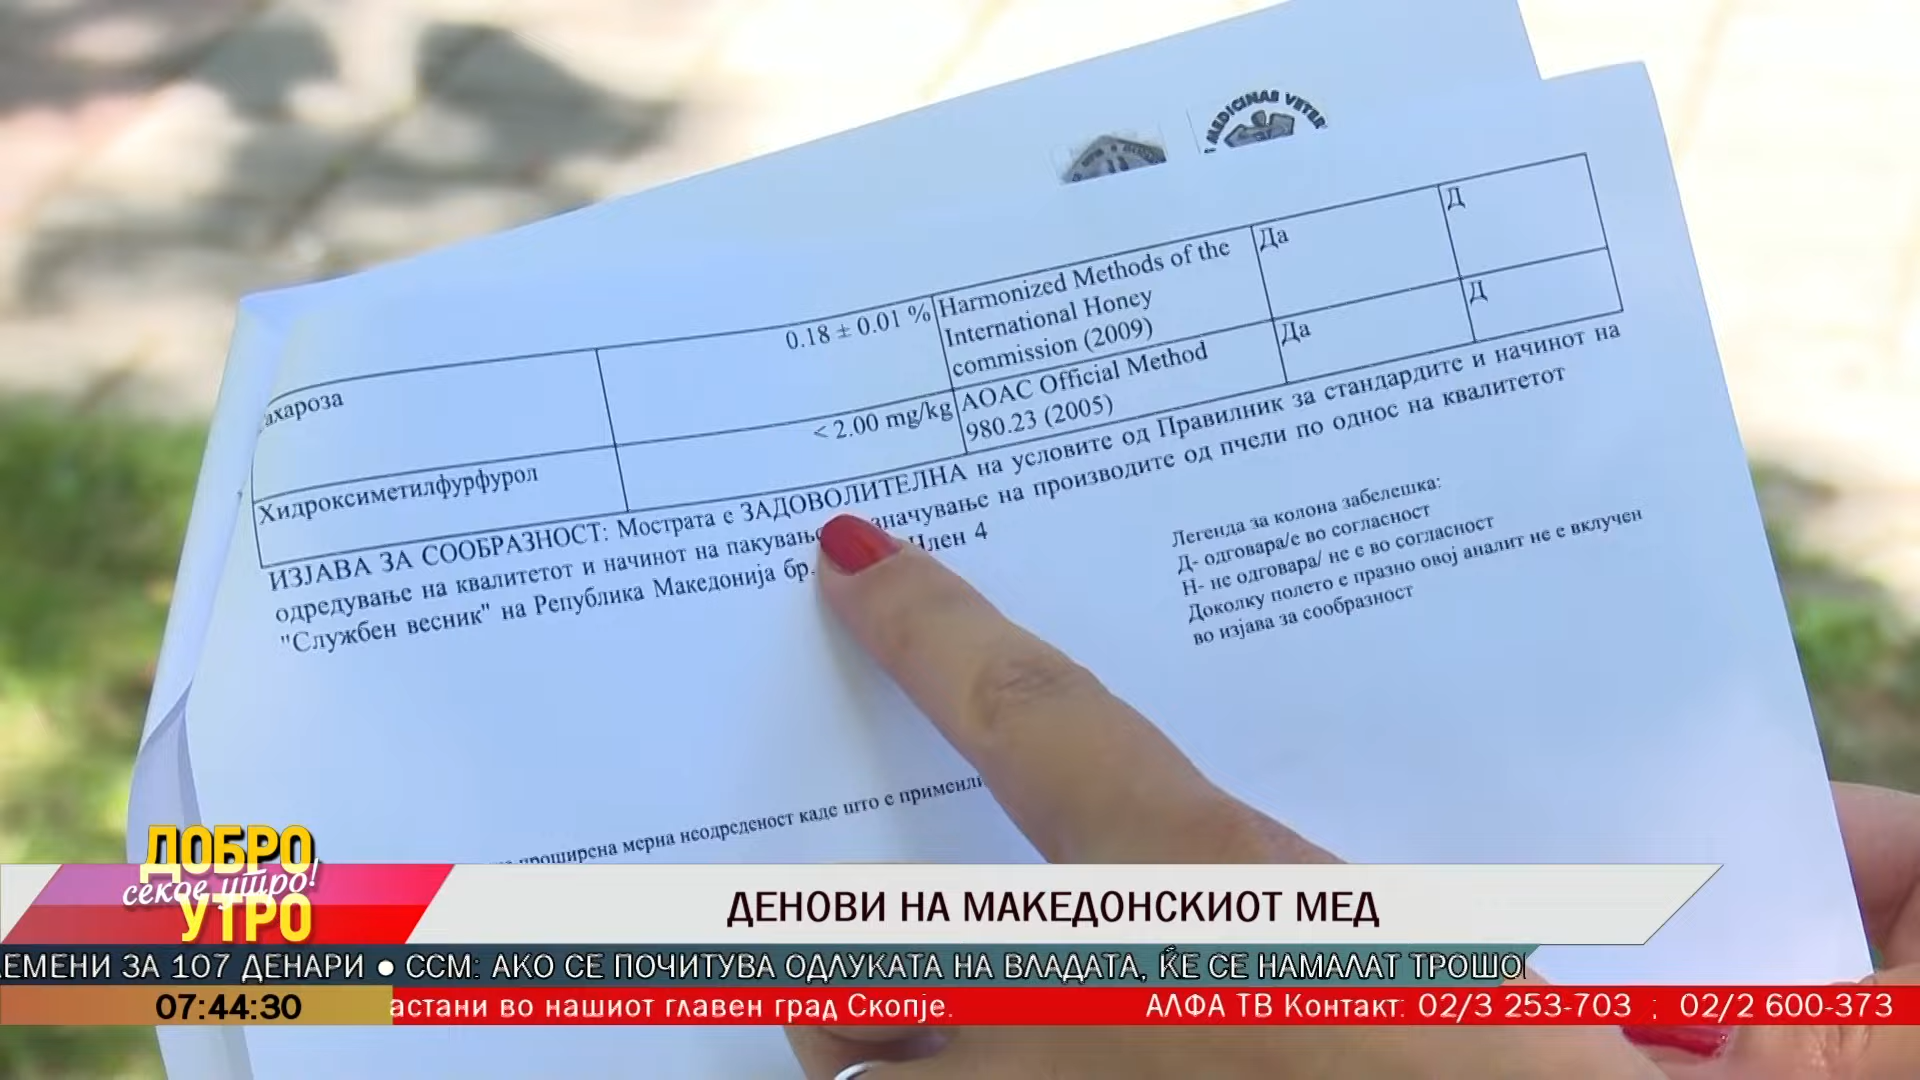 MEDICINAE VETER
ахароза
0.18 ± 0.01 %
Harmonized Methods of the
International Honey
commission (2009)
Да
Д
Хидроксиметилфурфурол
< 2.00 mg/kg
AOAC Official Method
980.23 (2005)
Да
Д
ИЗЈАВА ЗА СООБРАЗНОСТ: Мострата е ЗАДОВОЛИТЕЛНА на условите од Правилник за стандардите и начинот на
одредување на квалитетот и начинот на пакување значување на производите од пчели по однос на квалитетот
"Службен весник" на Република Македонија бр. Член 4
Легенда за колона забелешка:
Д- одговара/е во согласност
Н- не одговара/ не е во согласност
Доколку полето е празно овој аналит не е вклучен
во изјава за сообразност
проширена мерна неодреденост каде што е применли
ДОБРО
секое утро!
УТРО
ДЕНОВИ НА МАКЕДОНСКИОТ МЕД
ЕМЕНИ ЗА 107 ДЕНАРИ ● ССМ: АКО СЕ ПОЧИТУВА ОДЛУКАТА НА ВЛАДАТА, ЌЕ СЕ НАМАЛАТ ТРОШО
07:44:30
астани во нашиот главен град Скопје. АЛФА ТВ Контакт: 02/3 253-703 ; 02/2 600-373